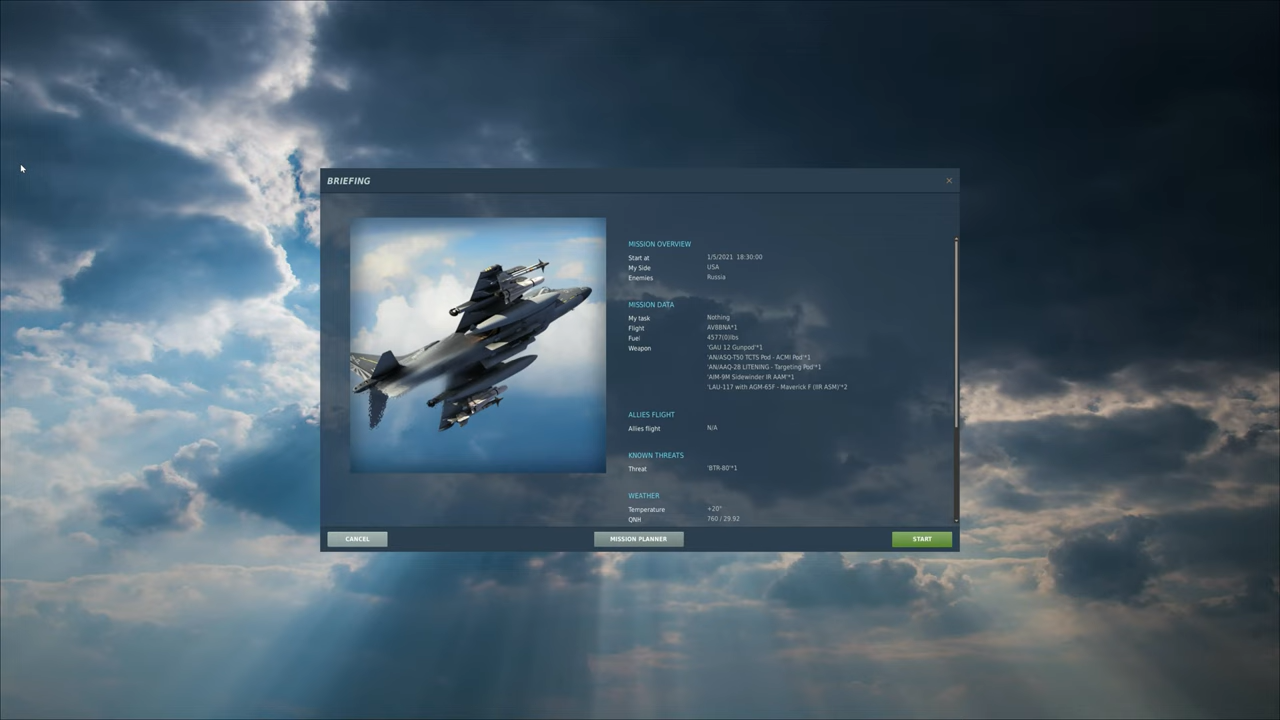 BRIEFING
MISSION OVERVIEW
Start at 1/5/2021 18:30:00
My Side USA
Enemies Russia
MISSION DATA
My task Nothing
Flight AV8BNA*1
Fuel 4577(0)lbs
Weapon 'GAU 12 Gunpod'*1
'AN/ASQ-T50 TCTS Pod - ACMI Pod'*1
'AN/AAQ-28 LITENING - Targeting Pod'*1
'AIM-9M Sidewinder IR AAM'*1
'LAU-117 with AGM-65F - Maverick F (IIR ASM)'*2
ALLIES FLIGHT
Allies flight N/A
KNOWN THREATS
Threat 'BTR-80'*1
WEATHER
Temperature +20°
QNH 760 / 29.92
CANCEL MISSION PLANNER START